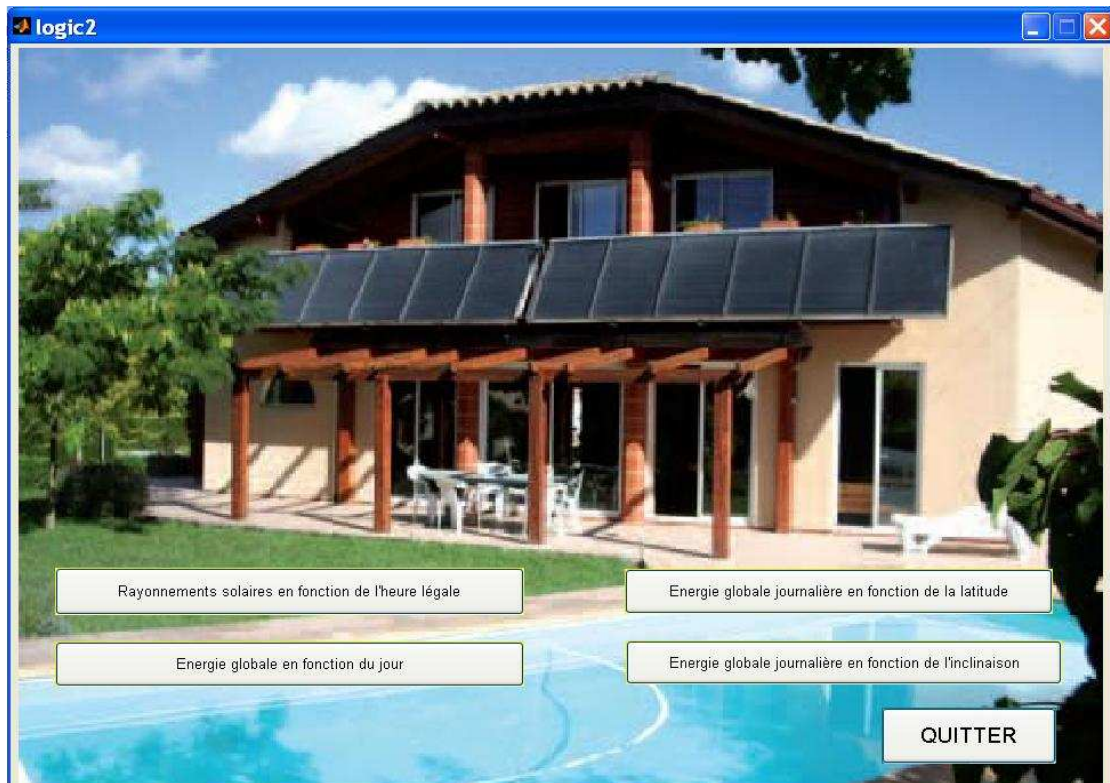 logic2
Rayonnements solaires en fonction de l'heure légale
Energie globale journalière en fonction de la latitude
Energie globale en fonction du jour
Energie globale journalière en fonction de l'inclinaison
QUITTER